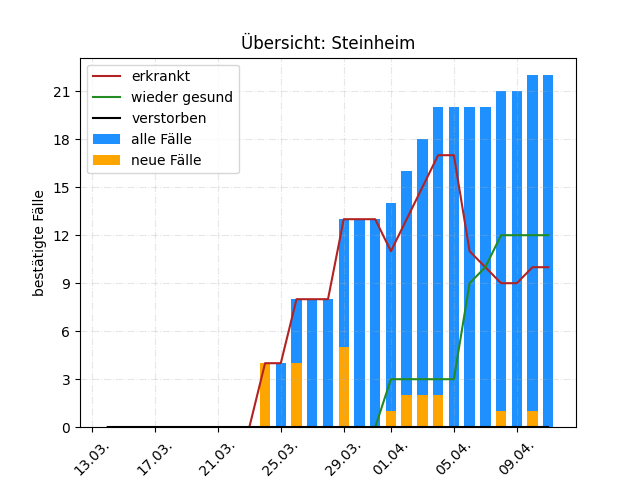 Übersicht: Steinheim
erkrankt
wieder gesund
verstorben
alle Fälle
neue Fälle
bestätigte Fälle
21
18
15
12
9
6
3
0
13.03.
17.03.
21.03.
25.03.
29.03.
01.04.
05.04.
09.04.